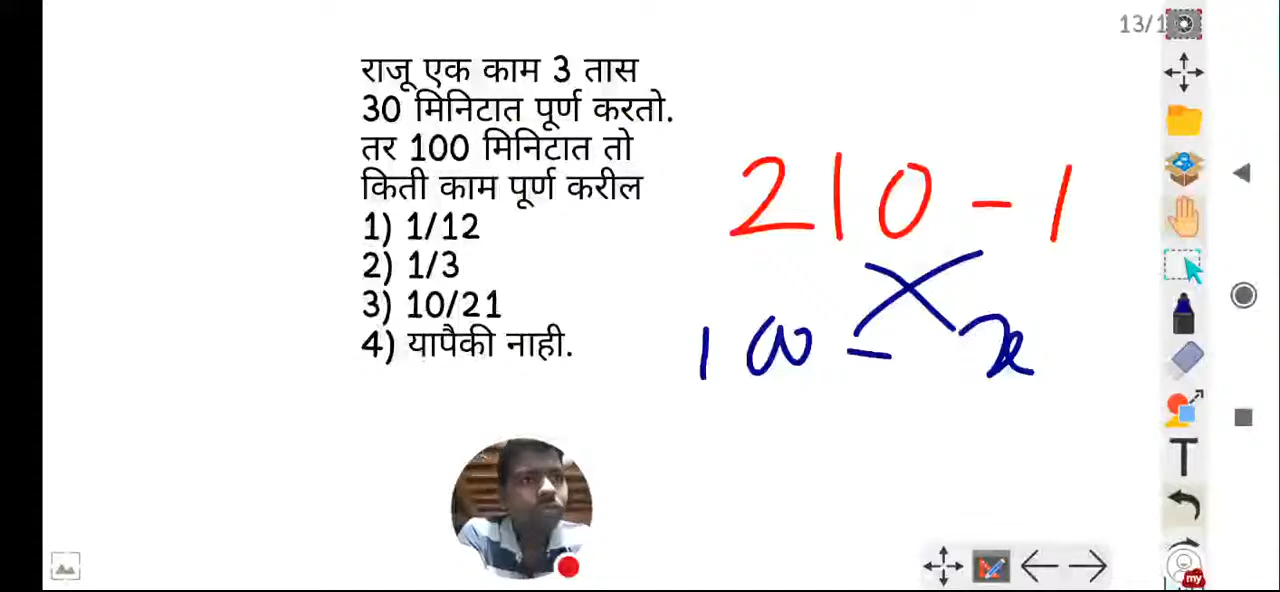 13/1
राजू एक काम 3 तास
30 मिनिटात पूर्ण करतो.
तर 100 मिनिटात तो
किती काम पूर्ण करील
1) 1/12
2) 1/3
3) 10/21
4) यापैकी नाही.
210 - 1
100 - x
T
my